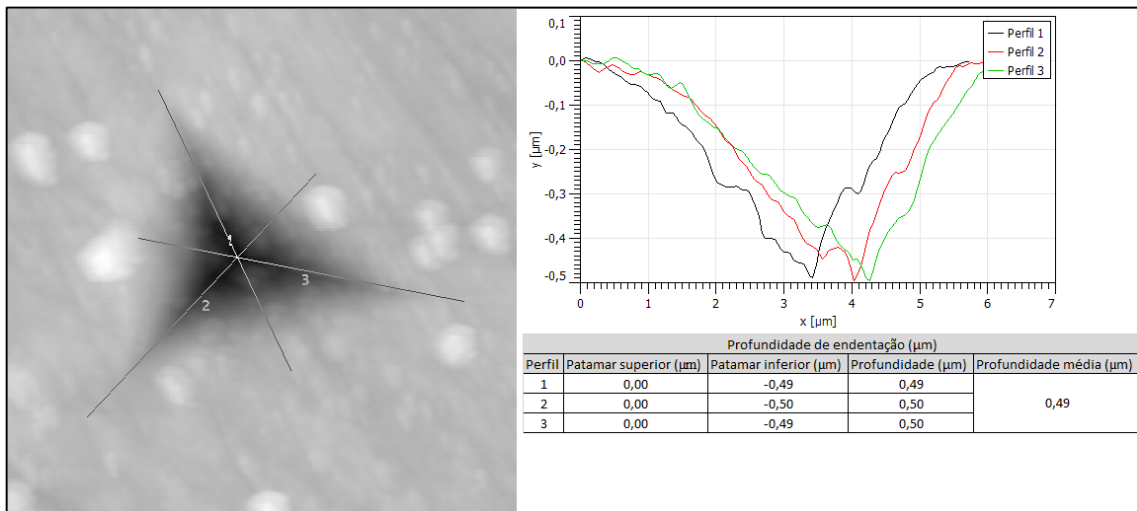 1
2
3
0,1
0,0
-0,1
-0,2
-0,3
-0,4
-0,5
y [µm]
0 1 2 3 4 5 6 7
x [µm]
Perfil 1
Perfil 2
Perfil 3
Profundidade de endentação (µm)
Perfil Patamar superior (µm) Patamar inferior (µm) Profundidade (µm) Profundidade média (µm)
1 0,00 -0,49 0,49
2 0,00 -0,50 0,50 0,49
3 0,00 -0,49 0,50